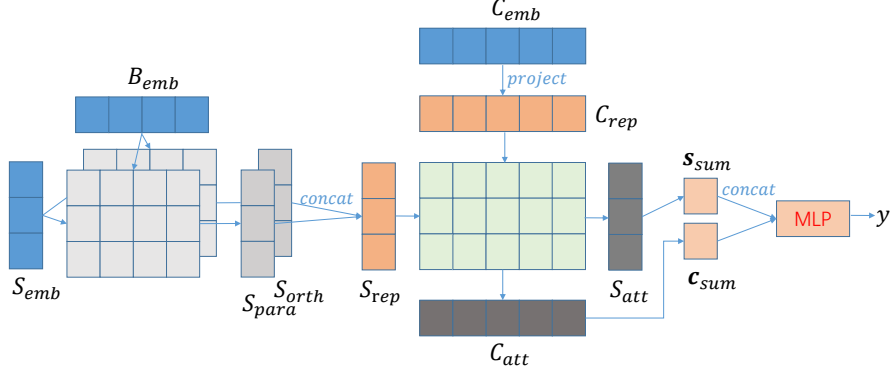 C_emb
B_emb
project
C_rep
s_sum
concat
concat
MLP
y
S_emb
S_para
S_orth
S_rep
S_att
c_sum
C_att